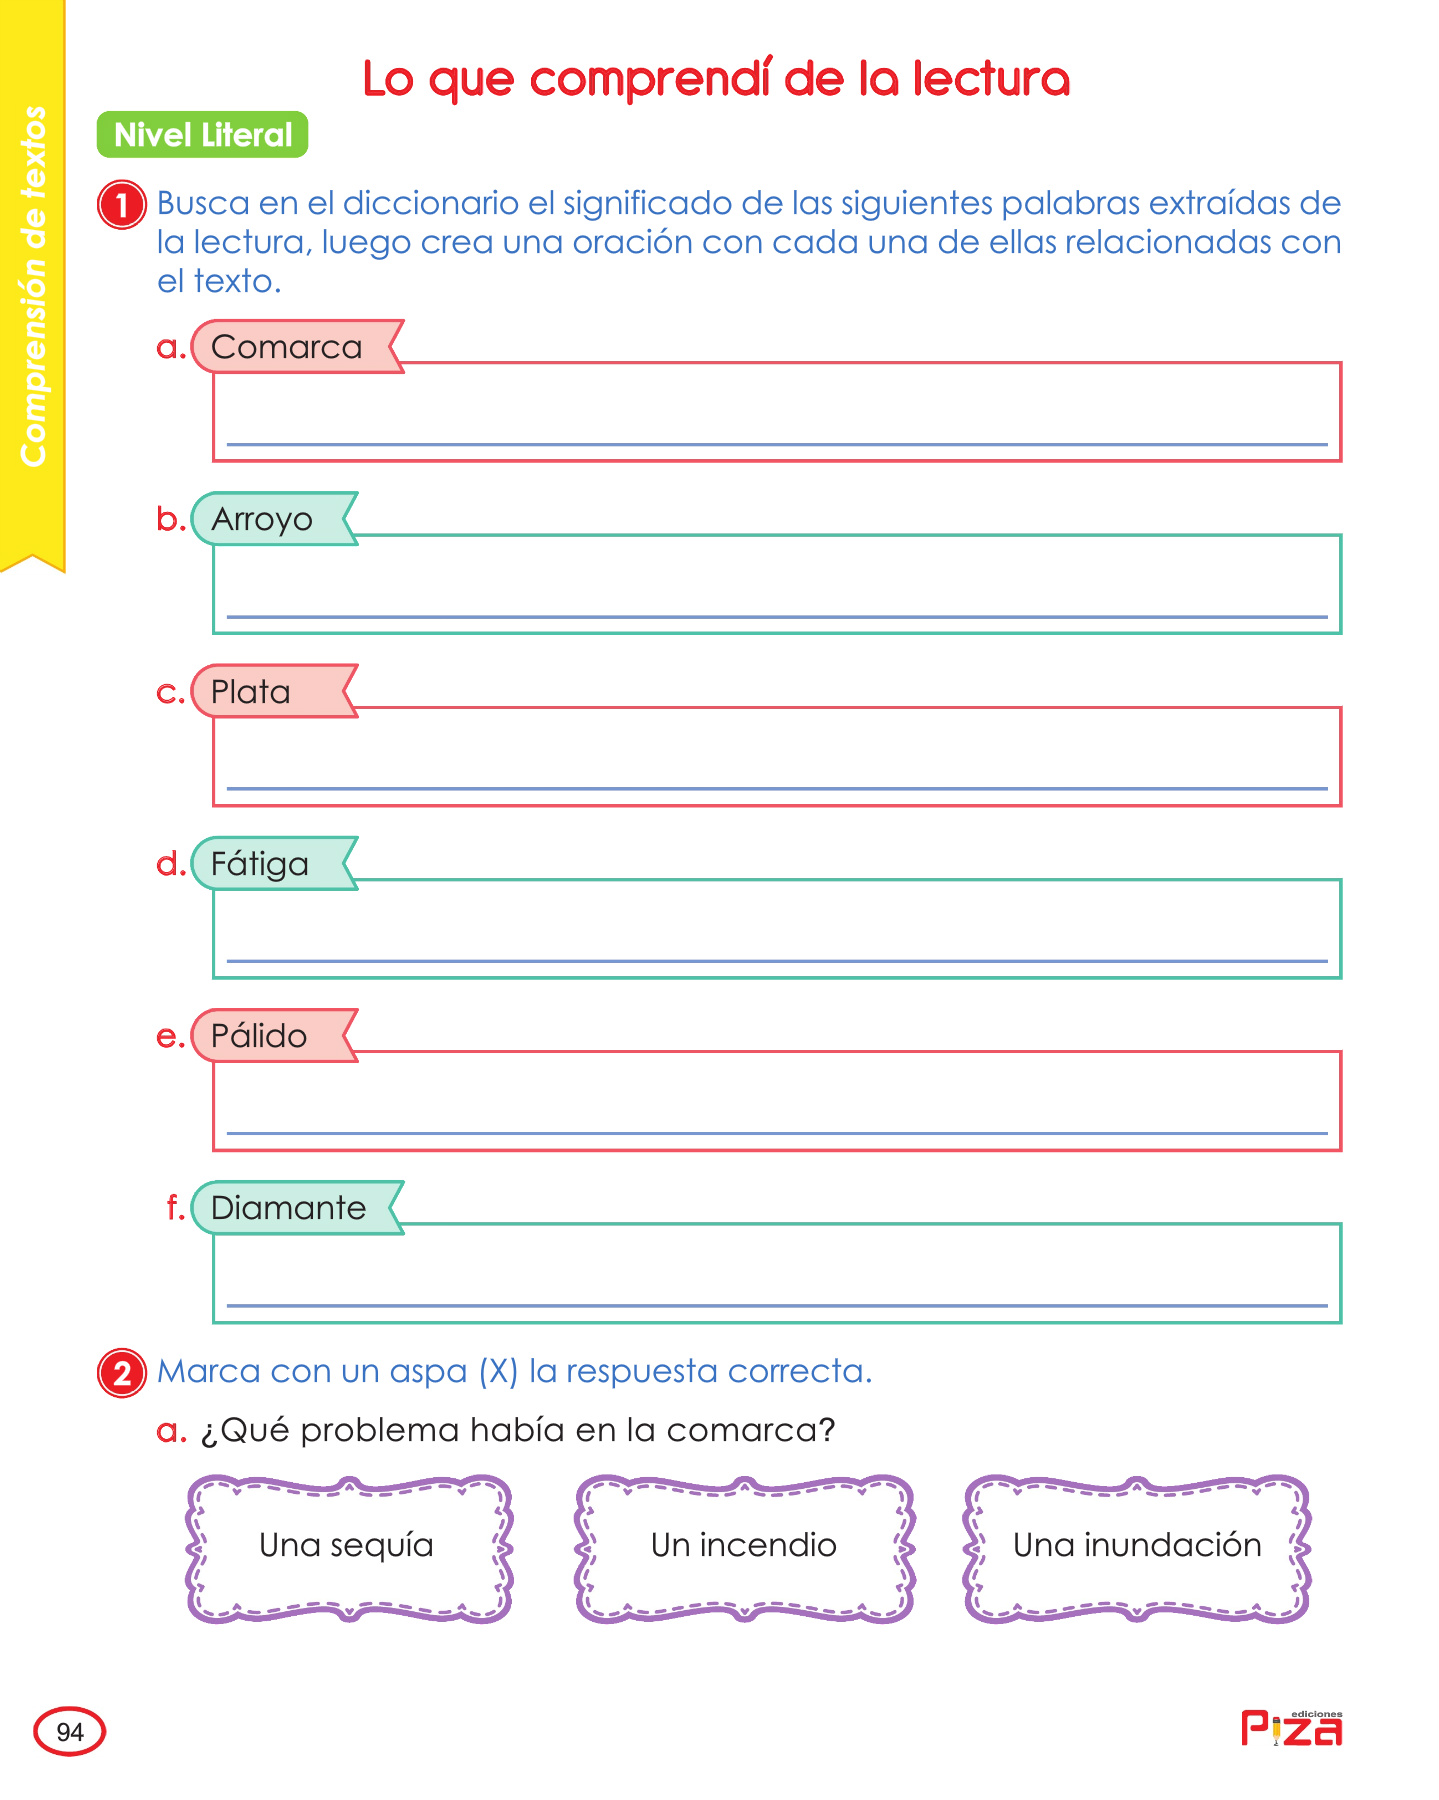 Comprensión de textos
Lo que comprendí de la lectura
Nivel Literal
1 Busca en el diccionario el significado de las siguientes palabras extraídas de
la lectura, luego crea una oración con cada una de ellas relacionadas con
el texto.
a. Comarca
b. Arroyo
c. Plata
d. Fátiga
e. Pálido
f. Diamante
2 Marca con un aspa (X) la respuesta correcta.
a. ¿Qué problema había en la comarca?
Una sequía Un incendio Una inundación
94
ediciones
Piza